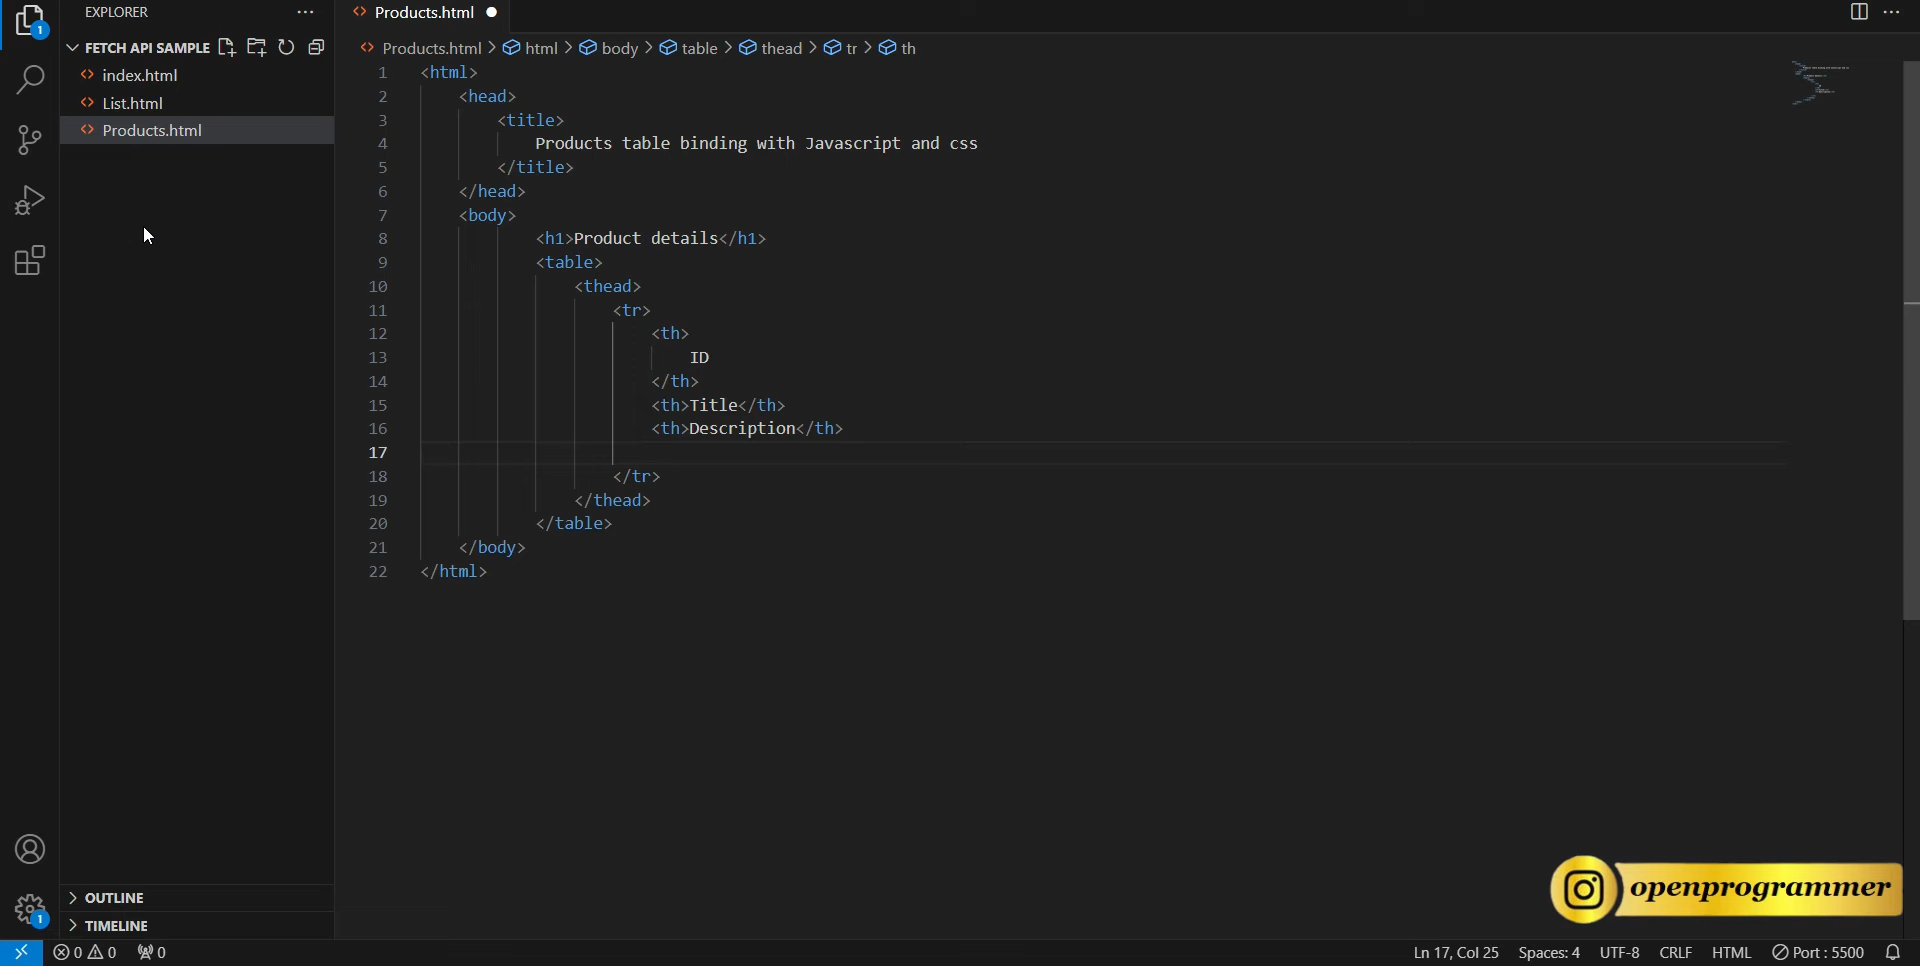 EXPLORER ···
Products.html ●
1
FETCH API SAMPLE
Products.html > html > body > table > thead > tr > th
index.html
List.html
Products.html
1 <html>
2 <head>
3 <title>
4 Products table binding with Javascript and css
5 </title>
6 </head>
7 <body>
8 <h1>Product details</h1>
9 <table>
10 <thead>
11 <tr>
12 <th>
13 ID
14 </th>
15 <th>Title</th>
16 <th>Description</th>
17
18 </tr>
19 </thead>
20 </table>
21 </body>
22 </html>
openprogrammer
OUTLINE
1
TIMELINE
0 0 0 Ln 17, Col 25 Spaces: 4 UTF-8 CRLF HTML Port : 5500